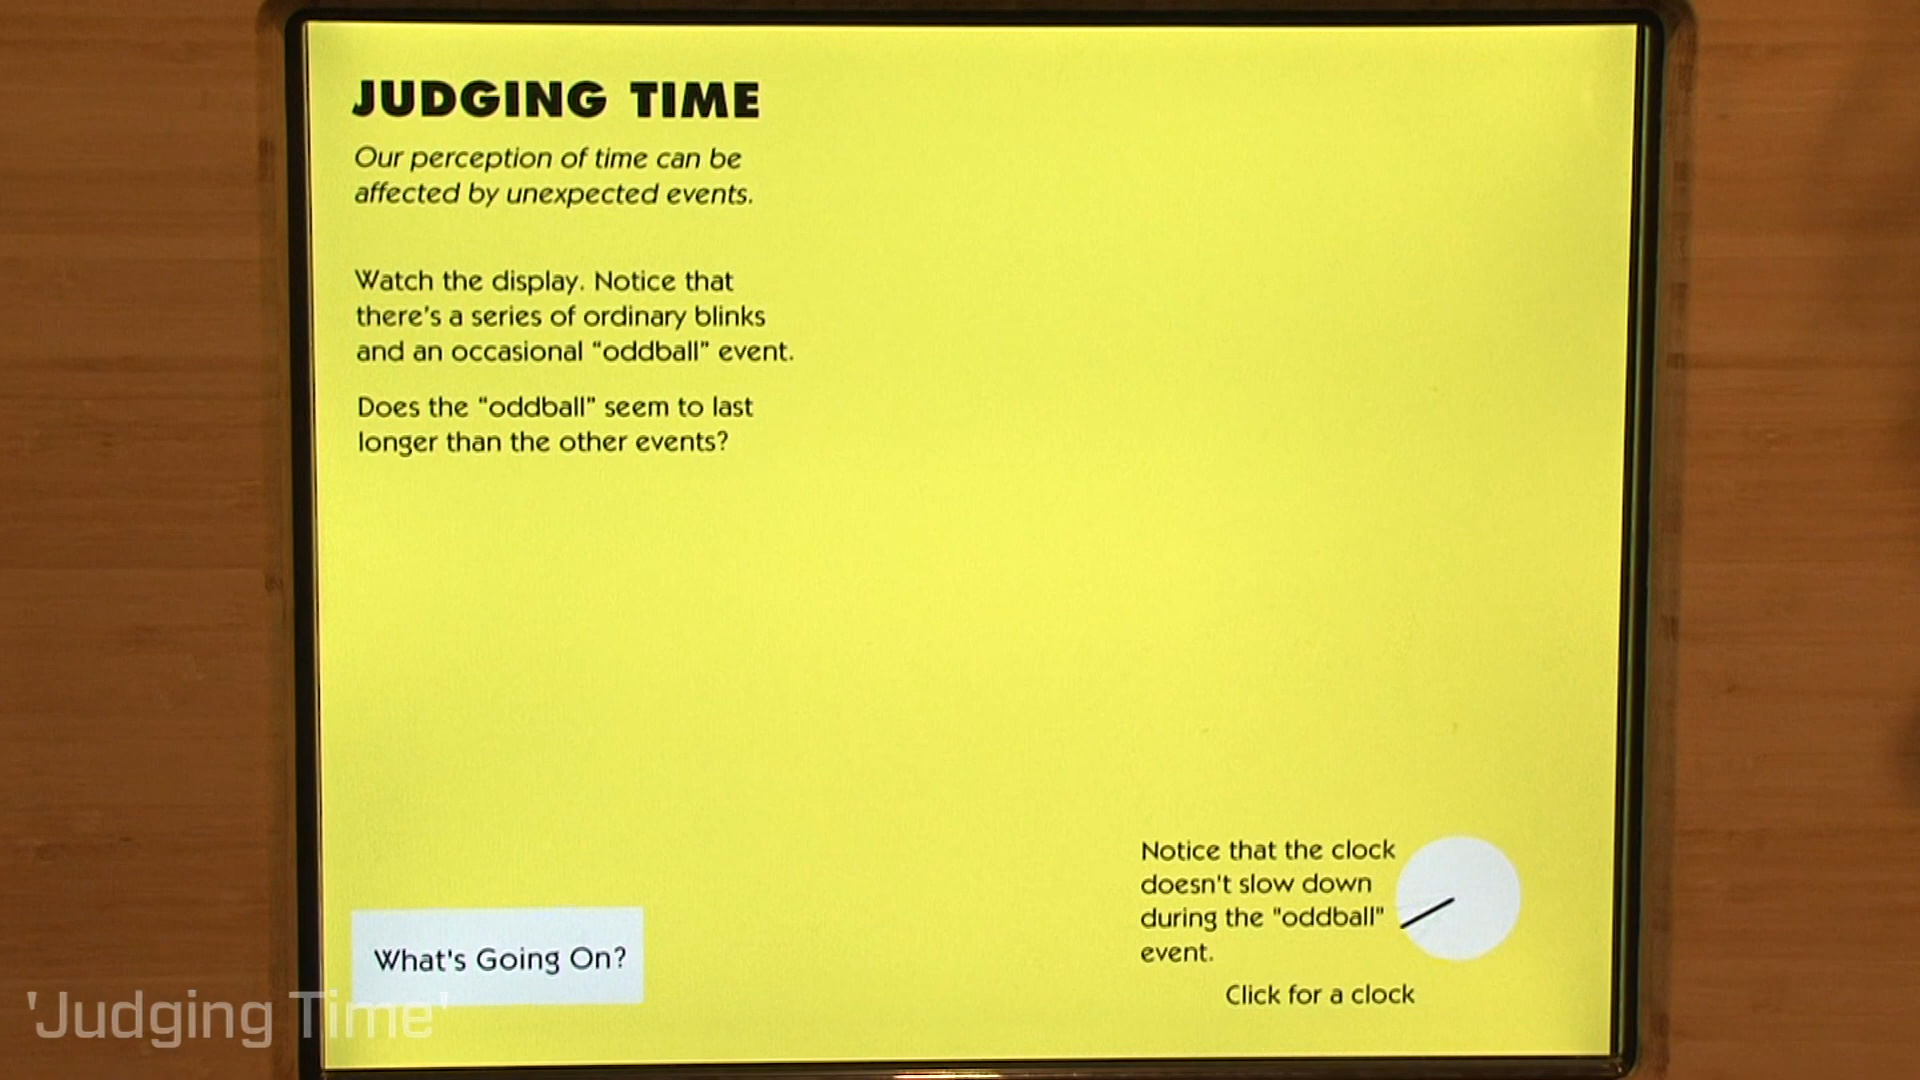 JUDGING TIME
Our perception of time can be
affected by unexpected events.
Watch the display. Notice that
there's a series of ordinary blinks
and an occasional "oddball" event.
Does the "oddball" seem to last
longer than the other events?
Notice that the clock
doesn't slow down
during the "oddball"
event.
Click for a clock
What's Going On?
'Judging Time'